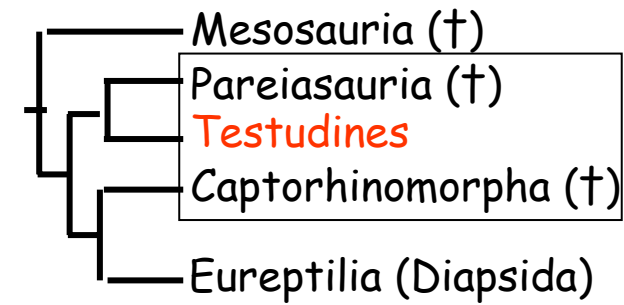 Mesosauria (†)
Pareiasauria (†)
Testudines
Captorhinomorpha (†)
Eureptilia (Diapsida)